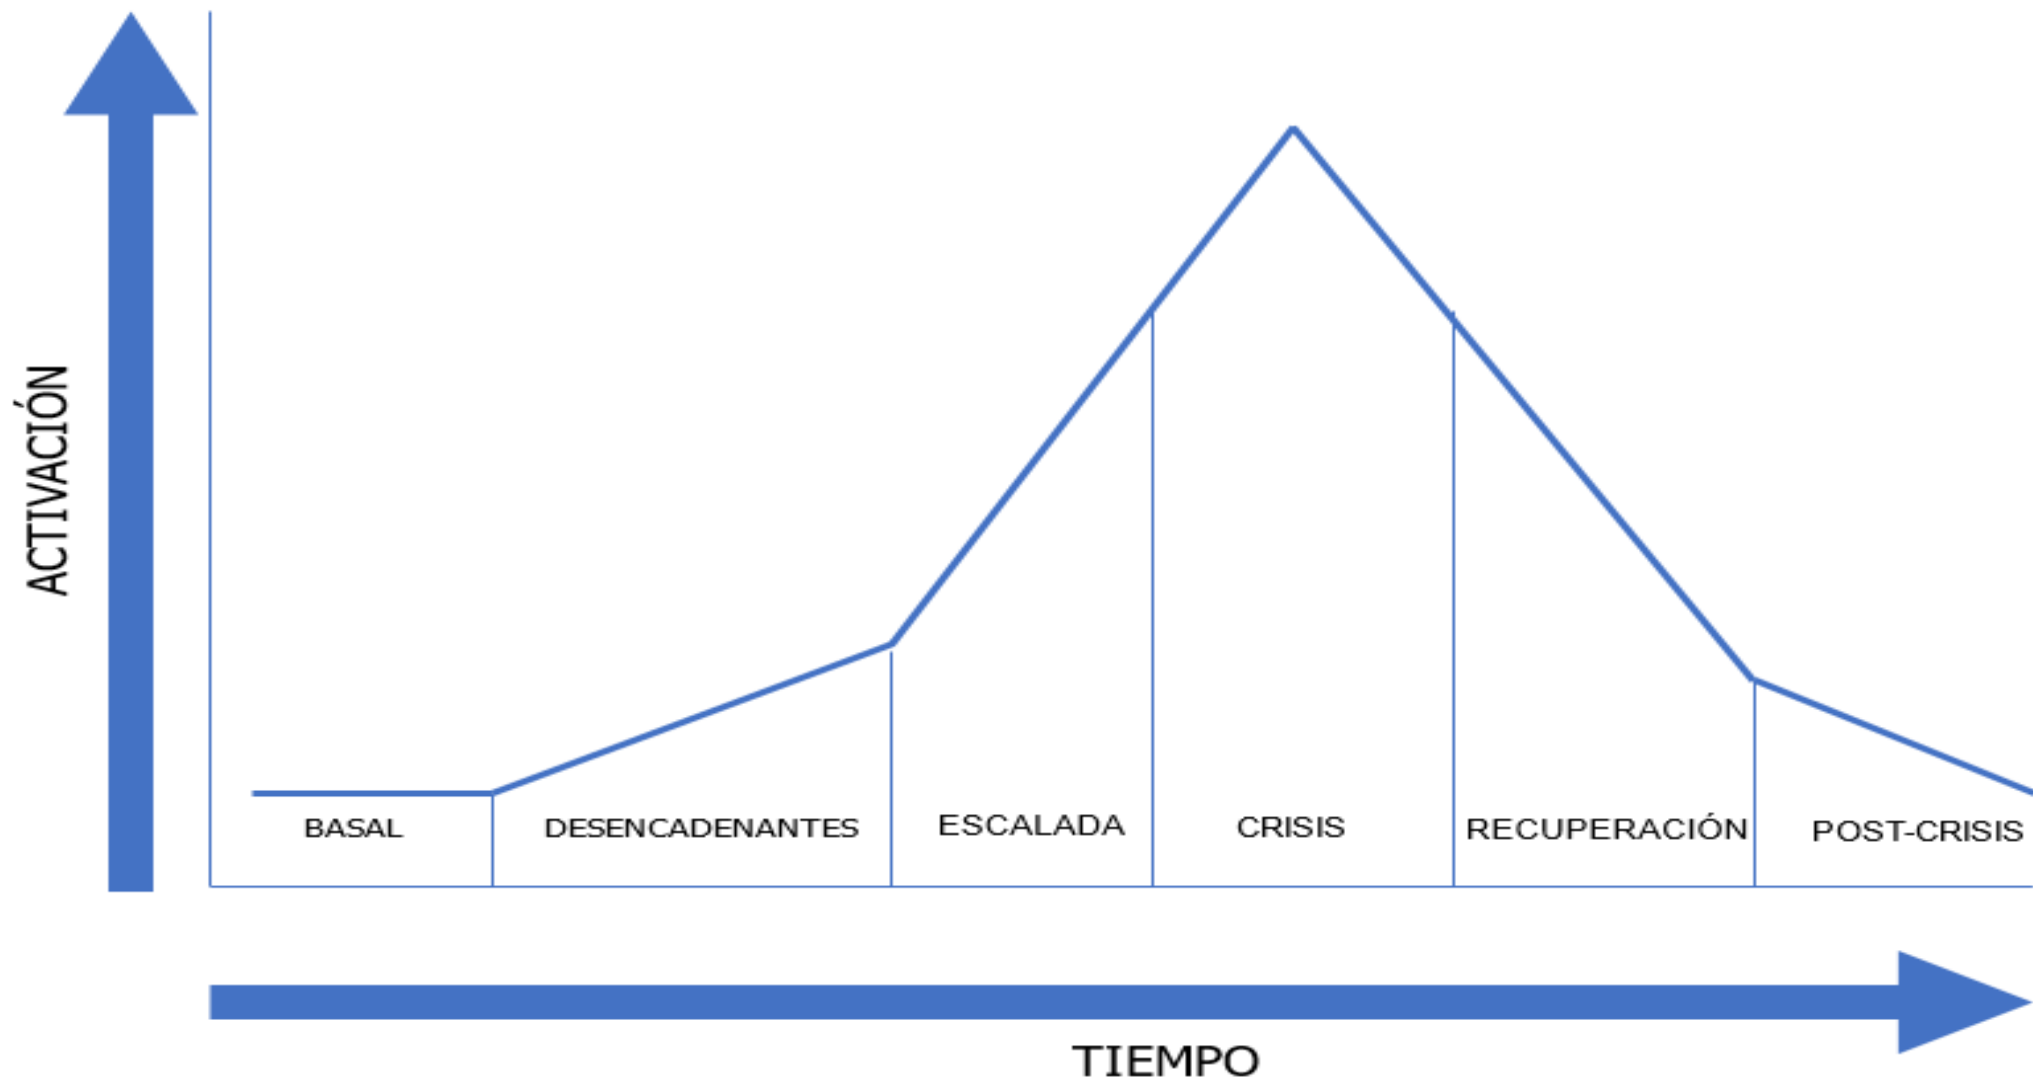 ACTIVACIÓN
BASAL
DESENCADENANTES
ESCALADA
CRISIS
RECUPERACIÓN
POST-CRISIS
TIEMPO